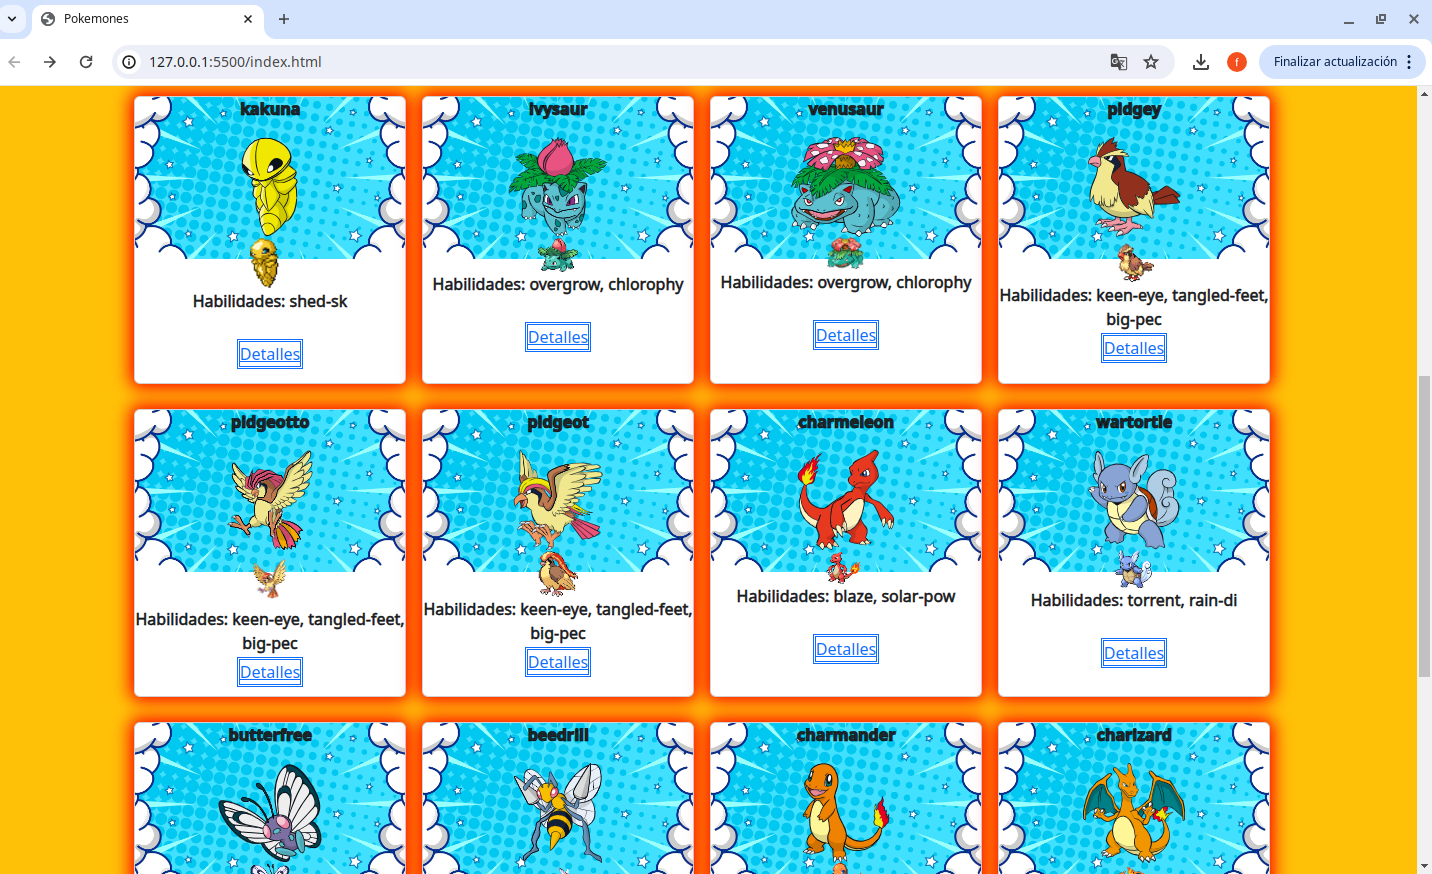 Pokemones
127.0.0.1:5500/index.html
f
Finalizar actualización
kakuna
ivysaur
venusaur
pidgey
Habilidades: shed-sk
Habilidades: overgrow, chlorophy
Habilidades: overgrow, chlorophy
Habilidades: keen-eye, tangled-feet,
big-pec
Detalles
Detalles
Detalles
Detalles
pidgeotto
pidgeot
charmeleon
wartortle
Habilidades: keen-eye, tangled-feet,
big-pec
Habilidades: keen-eye, tangled-feet,
big-pec
Habilidades: blaze, solar-pow
Habilidades: torrent, rain-di
Detalles
Detalles
Detalles
Detalles
butterfree
beedrill
charmander
charizard